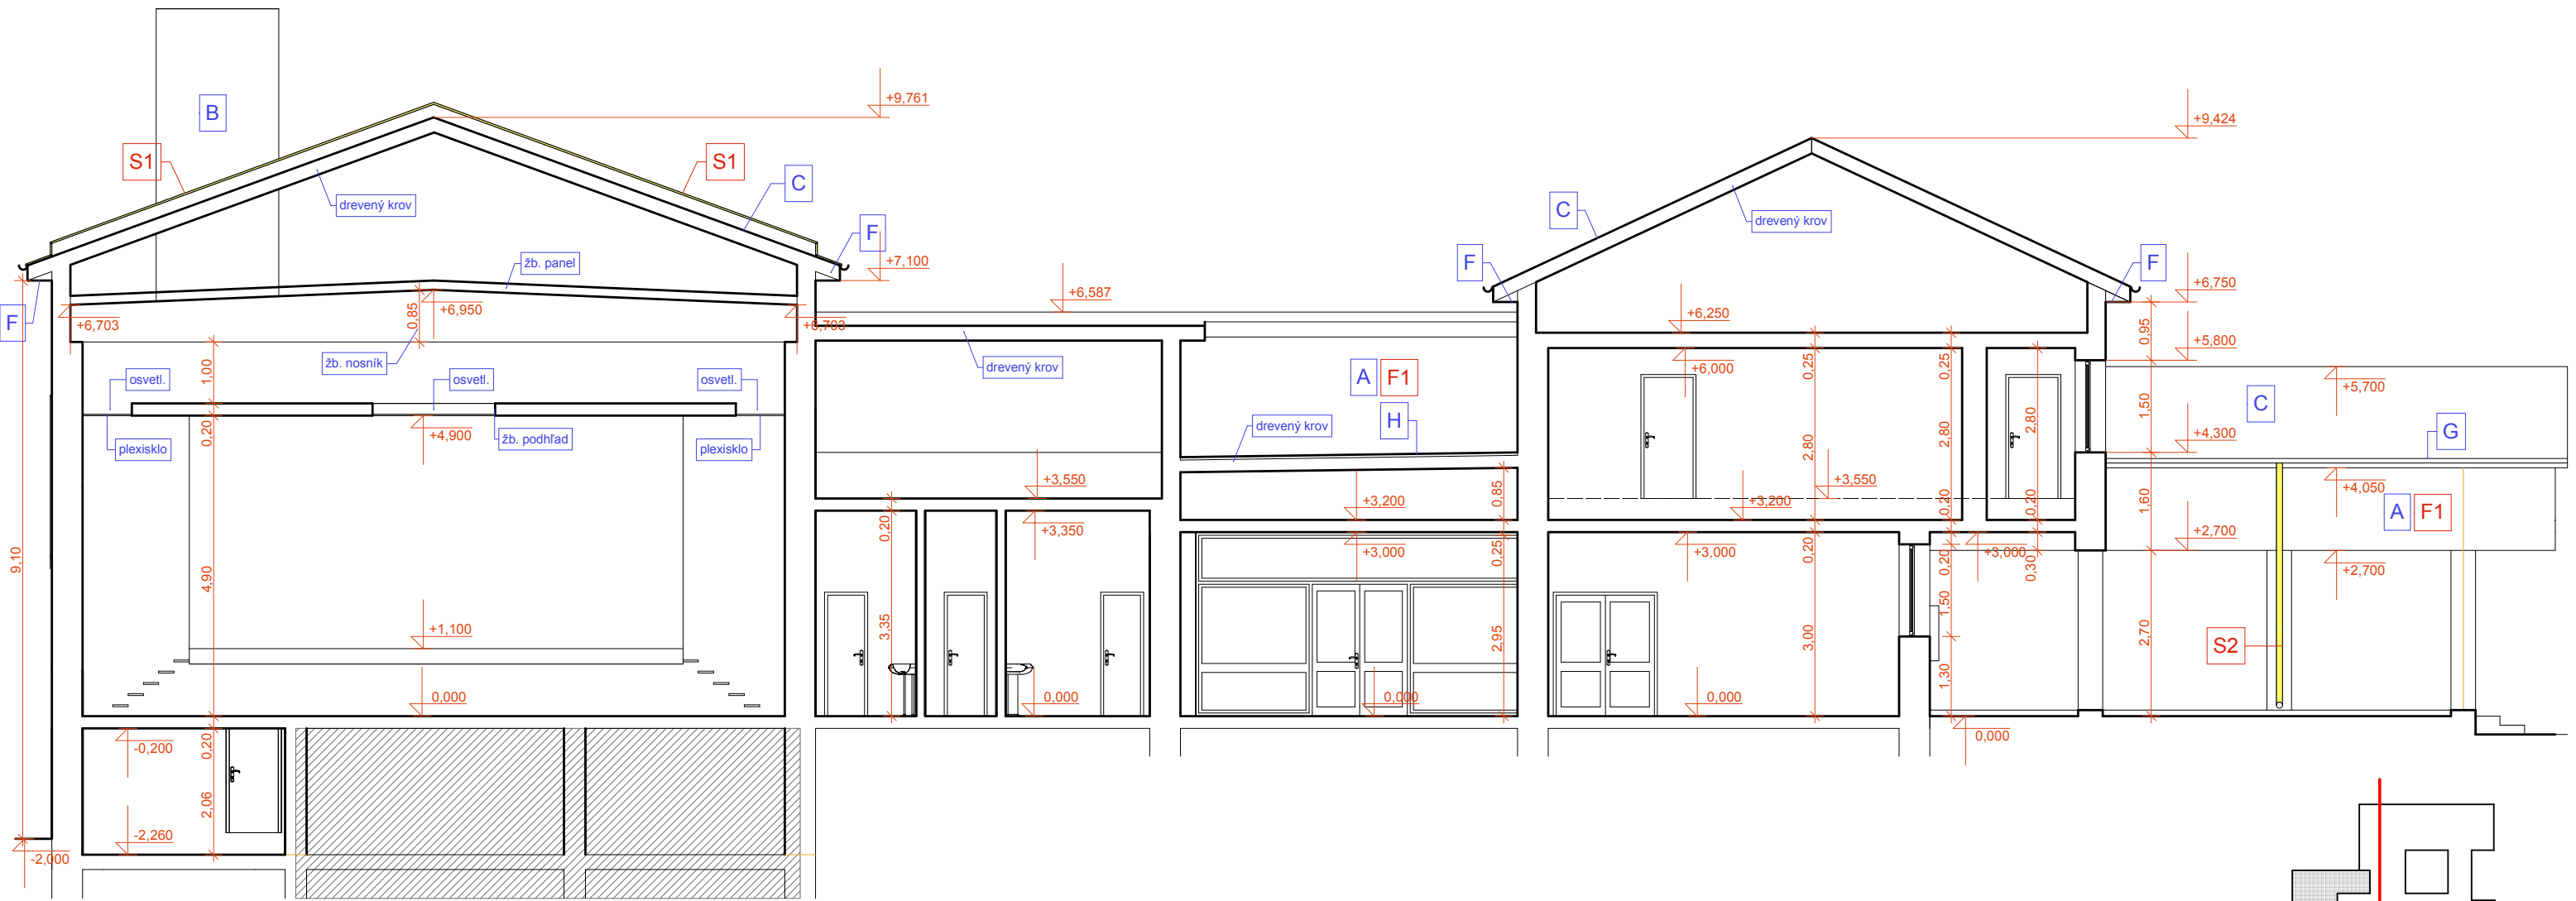 B
S1
S1
C
drevený krov
F
+9,761
+7,100
žb. panel
F
+6,703
0,85
+6,950
+6,703
žb. nosník
1,00
osvetl.
osvetl.
osvetl.
0,20
+4,900
plexisklo
žb. podhľad
plexisklo
9,10
4,90
+1,100
0,000
-0,200
0,20
2,06
-2,260
-2,000
+6,587
drevený krov
+3,550
0,20
+3,350
3,35
0,000
A
F1
H
drevený krov
+3,200
0,85
+3,000
0,25
2,95
0,000
C
drevený krov
F
F
+9,424
+6,750
+6,250
0,95
+5,800
+6,000
0,25
0,25
2,80
2,80
2,80
1,50
+5,700
C
+4,300
G
+3,550
+3,200
0,20
0,20
1,60
+4,050
A
F1
+3,000
0,20
0,20
+3,000
0,30
+2,700
+2,700
3,00
1,50
1,30
2,70
S2
0,000
0,000